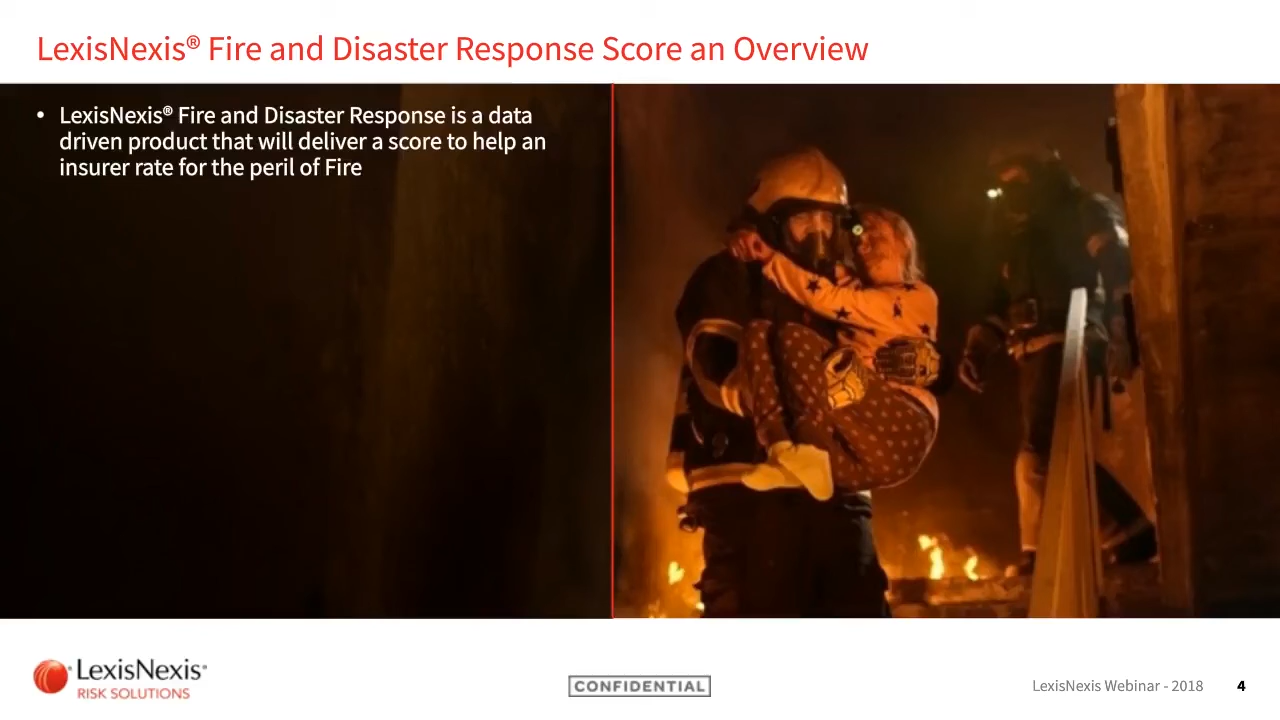 LexisNexis® Fire and Disaster Response Score an Overview
• LexisNexis® Fire and Disaster Response is a data
driven product that will deliver a score to help an
insurer rate for the peril of Fire
LexisNexis®
RISK SOLUTIONS
CONFIDENTIAL
LexisNexis Webinar - 2018
4